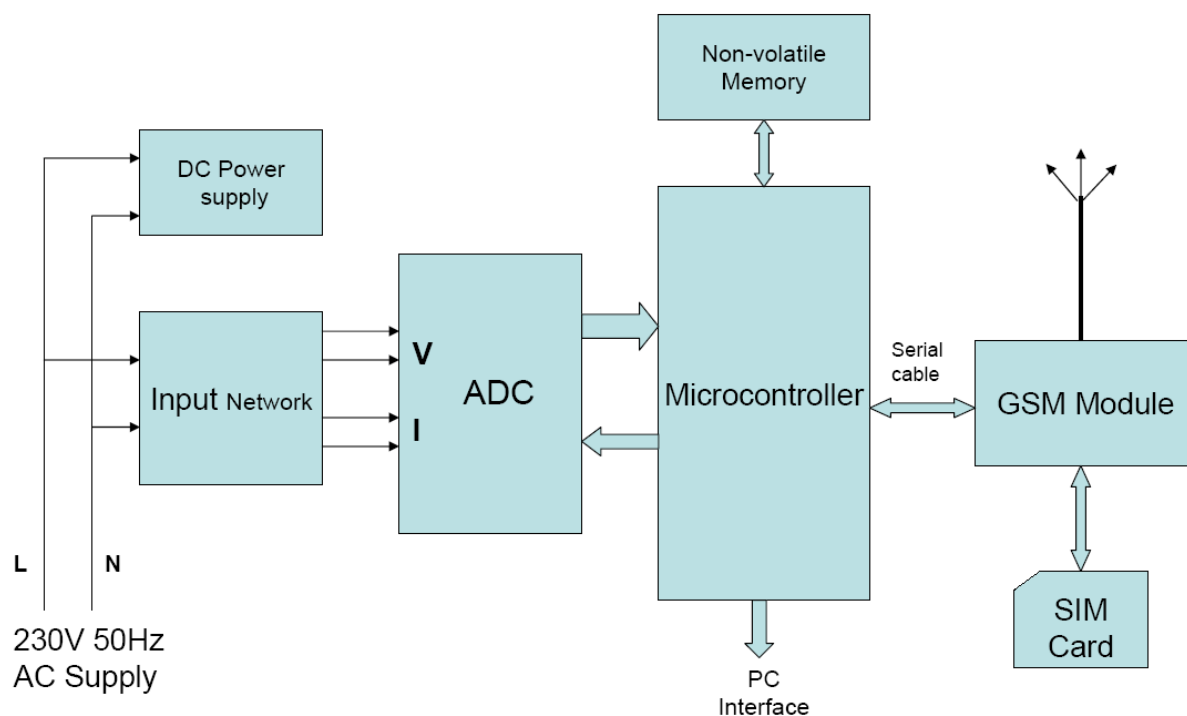 Non-volatile
Memory
DC Power
supply
Input Network
V
I
ADC
Microcontroller
Serial
cable
GSM Module
L
N
230V 50Hz
AC Supply
SIM
Card
PC
Interface